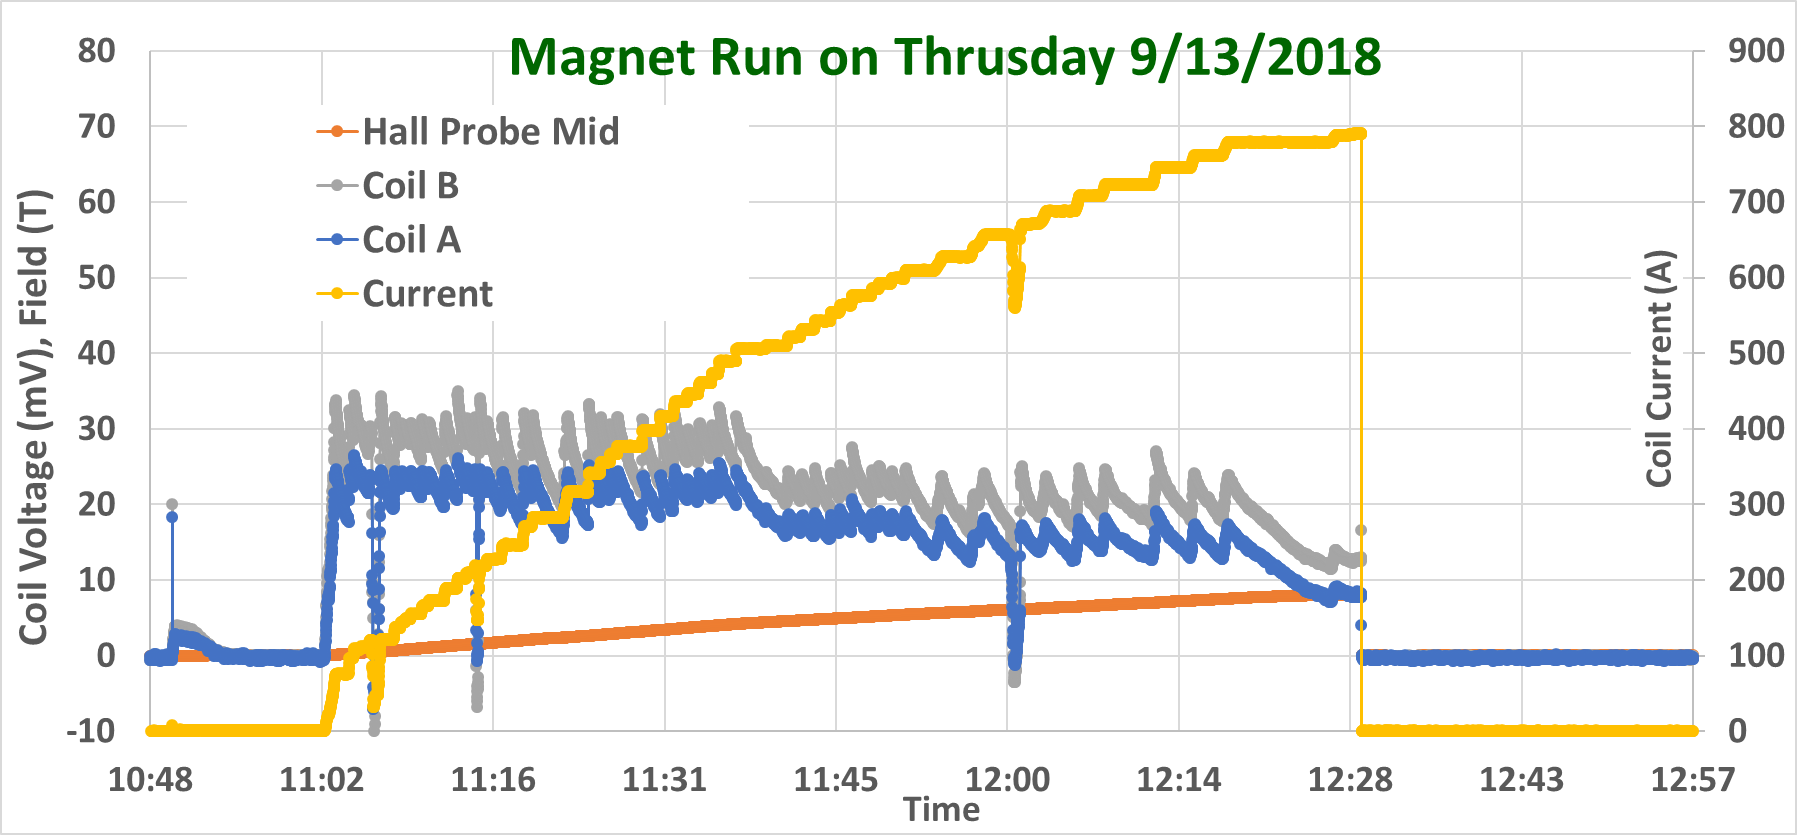 Magnet Run on Thrusday 9/13/2018
Coil Voltage (mV), Field (T)
80
70
60
50
40
30
20
10
0
-10
Hall Probe Mid
Coil B
Coil A
Current
900
800
700
600
500
400
300
200
100
0
Coil Current (A)
10:48 11:02 11:16 11:31 11:45 12:00 12:14 12:28 12:43 12:57
Time